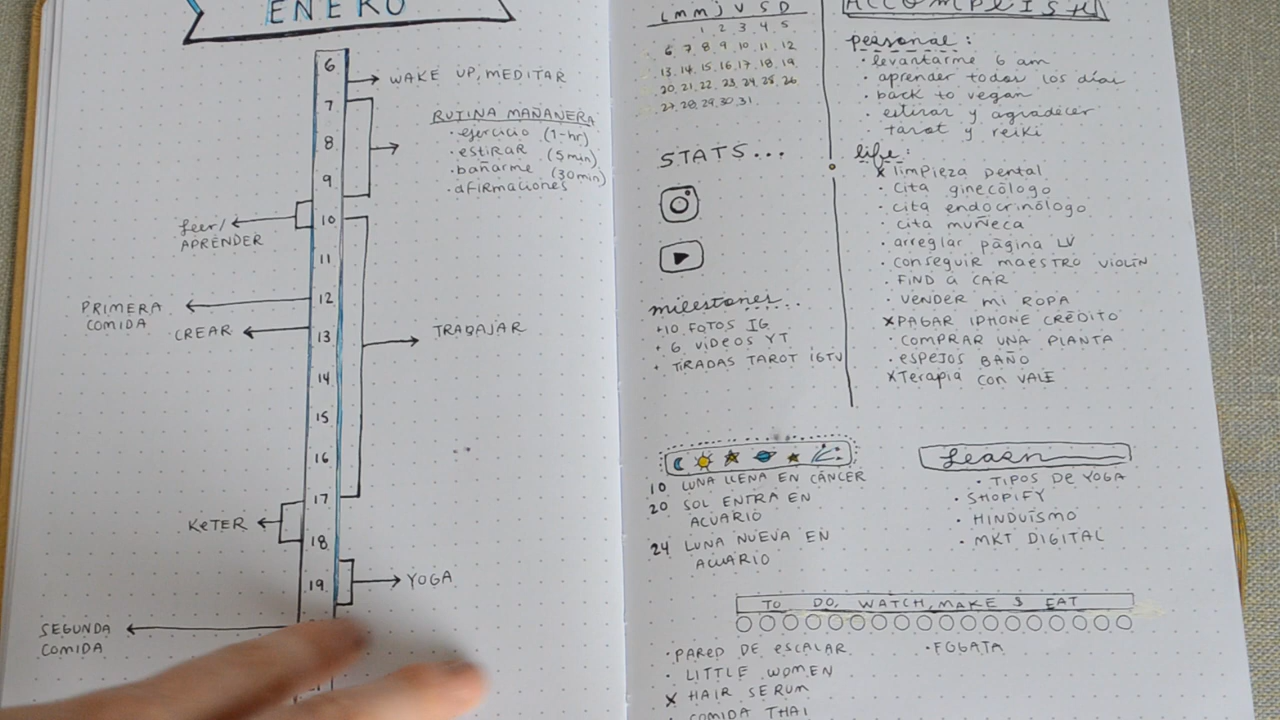 ENERO
6
WAKE UP, MEDITAR
7
RUTINA MAÑANERA
• ejercicio (1-hr)
8
• estirar (5min)
• bañarme (30min)
9
• afirmaciones
10
leer/
APRENDER
11
12
PRIMERA
COMIDA
CREAR
13
TRABAJAR
14
15
16
17
KETER
18
19
YOGA
SEGUNDA
COMIDA
L m m j V S D
1 2 3 4 5
6 7 8 9 10 11 12
13 14 15 16 17 18 19
20 21 22 23 24 25 26
27 28 29 30 31
STATS...
milestones...
+10 FOTOS IG
+ 6 VIDEOS YT
+ TIRADAS TAROT IGTV
ACCOMPLISH
personal:
• levantarme 6 am
• aprender todos los días
• back to vegan
• estirar y agradecer
• tarot y reiki
life:
x limpieza dental
• cita ginecólogo
• cita endocrinólogo
• cita muñeca
• arreglar página LV
• conseguir maestro violin
• FIND a CAR
• VENDER mi ROPA
x PAGAR IPHONE CRÉDITO
• COMPRAR UNA PLANTA
• espejos BAÑO
x Terapia con VALE
10 LUNA LLENA EN CÁNCER
20 SOL ENTRA EN
ACUARIO
24 LUNA NUEVA EN
ACUARIO
Learn
• TIPOS DE YOGA
• SHOPIFY
• HINDUISMO
• MKT DIGITAL
TO DO, WATCH, MAKE & EAT
• PARED DE ESCALAR
• LITTLE WOMEN
x HAIR SERUM
• COMIDA THAI
• FOGATA